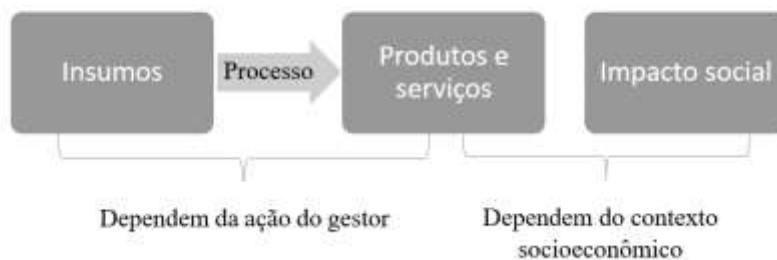 Insumos
Processo
Produtos e
serviços
Impacto social
Dependem da ação do gestor
Dependem do contexto
socioeconômico